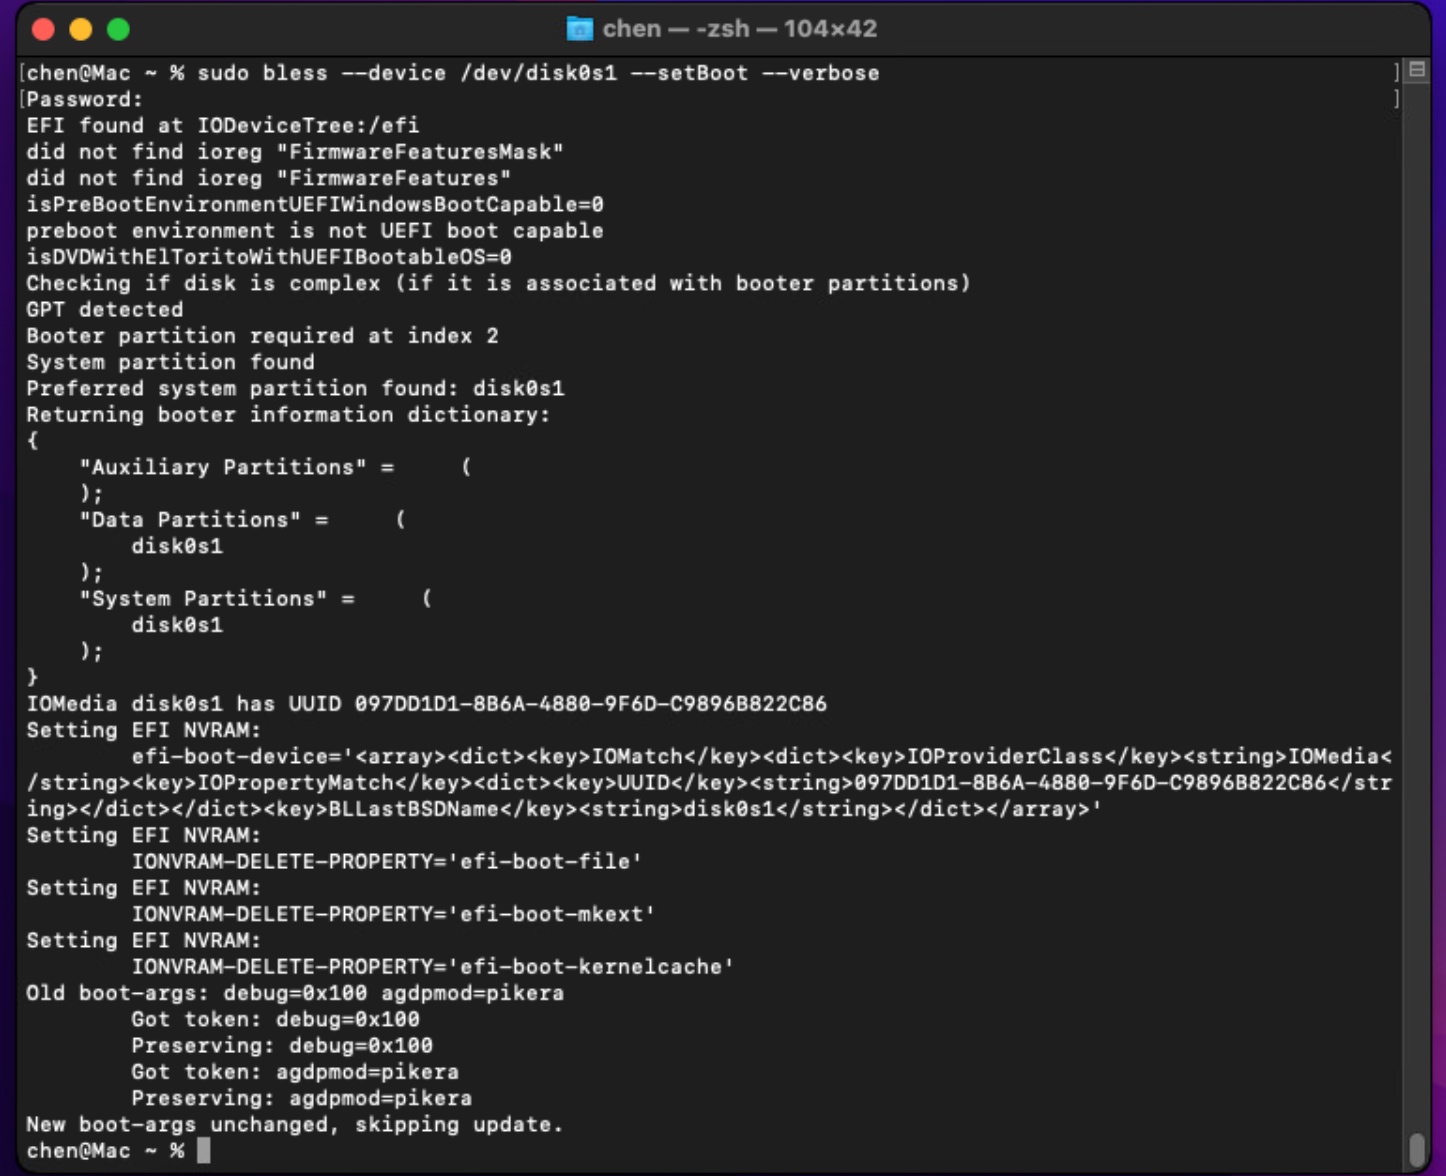 chen — -zsh — 104×42
[chen@Mac ~ % sudo bless --device /dev/disk0s1 --setBoot --verbose ]
[Password: ]
EFI found at IODeviceTree:/efi
did not find ioreg "FirmwareFeaturesMask"
did not find ioreg "FirmwareFeatures"
isPreBootEnvironmentUEFIWindowsBootCapable=0
preboot environment is not UEFI boot capable
isDVDWithElToritoWithUEFIBootableOS=0
Checking if disk is complex (if it is associated with booter partitions)
GPT detected
Booter partition required at index 2
System partition found
Preferred system partition found: disk0s1
Returning booter information dictionary:
{
    "Auxiliary Partitions" =     (
    );
    "Data Partitions" =     (
        disk0s1
    );
    "System Partitions" =     (
        disk0s1
    );
}
IOMedia disk0s1 has UUID 097DD1D1-8B6A-4880-9F6D-C9896B822C86
Setting EFI NVRAM:
        efi-boot-device='<array><dict><key>IOMatch</key><dict><key>IOProviderClass</key><string>IOMedia<
/string><key>IOPropertyMatch</key><dict><key>UUID</key><string>097DD1D1-8B6A-4880-9F6D-C9896B822C86</str
ing></dict></dict><key>BLLastBSDName</key><string>disk0s1</string></dict></array>'
Setting EFI NVRAM:
        IONVRAM-DELETE-PROPERTY='efi-boot-file'
Setting EFI NVRAM:
        IONVRAM-DELETE-PROPERTY='efi-boot-mkext'
Setting EFI NVRAM:
        IONVRAM-DELETE-PROPERTY='efi-boot-kernelcache'
Old boot-args: debug=0x100 agdpmod=pikera
        Got token: debug=0x100
        Preserving: debug=0x100
        Got token: agdpmod=pikera
        Preserving: agdpmod=pikera
New boot-args unchanged, skipping update.
chen@Mac ~ %